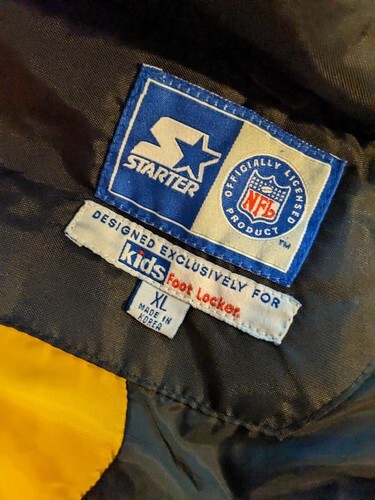 STARTER
OFFICIALLY LICENSED
NFL
PRODUCT
TM
DESIGNED EXCLUSIVELY FOR
kids Foot Locker
XL
MADE IN
KOREA